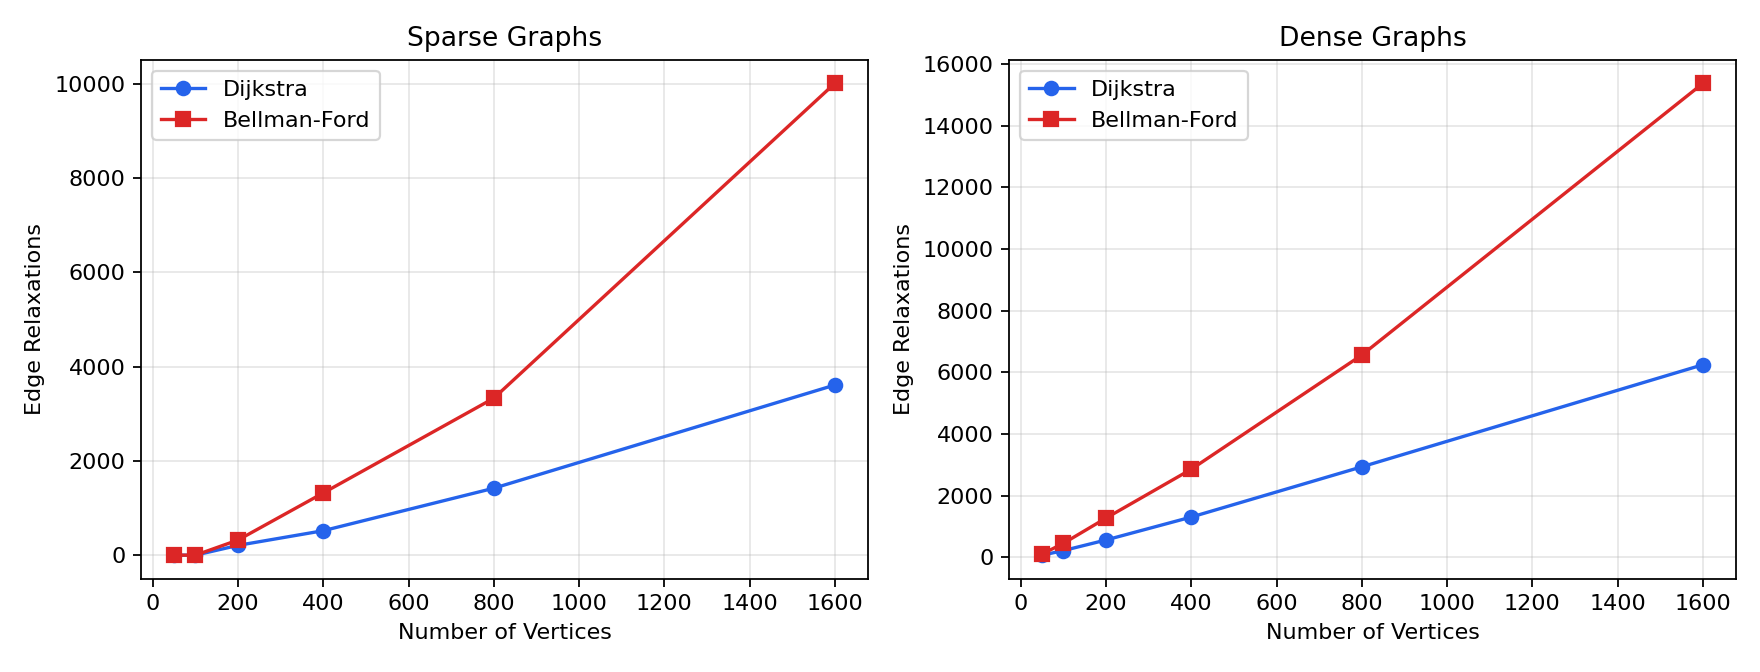 Sparse Graphs
Dijkstra
Bellman-Ford
10000
8000
6000
4000
2000
0
Edge Relaxations
0 200 400 600 800 1000 1200 1400 1600
Number of Vertices
Dense Graphs
Dijkstra
Bellman-Ford
16000
14000
12000
10000
8000
6000
4000
2000
0
Edge Relaxations
0 200 400 600 800 1000 1200 1400 1600
Number of Vertices